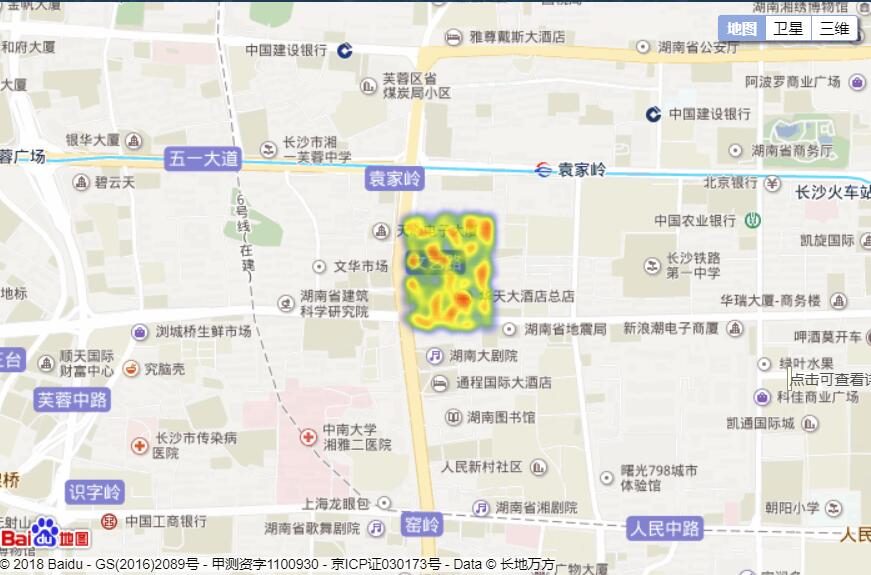 金帆大厦
湖南湘绣博物馆
和府大厦
中国建设银行
雅尊戴斯大酒店
湖南省公安厅
地图
卫星
三维
大厦
芙蓉区省
煤炭局小区
阿波罗商业广场
中国建设银行
银华大厦
长沙市湘
一芙蓉中学
湖南省商务厅
蓉广场
五一大道
袁家岭
袁家岭
碧云天
北京银行
长沙火车站
6号线(在建)
中国农业银行
文华市场
凯旋国际
长沙铁路
第一中学
地标
湖南省建筑
科学研究院
华天大酒店总店
华瑞大厦-商务楼
浏城桥生鲜市场
湖南省地震局
新浪潮电子商厦
呷酒莫开车
三台
顺天国际
财富中心
究脑壳
湖南大剧院
绿叶水果
点击可查看详
芙蓉中路
通程国际大酒店
科佳商业广场
湖南图书馆
凯通国际城
长沙市传染病
医院
中南大学
湘雅二医院
人民新村社区
曙光798城市
体验馆
识字岭
上海龙眼包
湖南省湘剧院
朝阳小学
中国工商银行
湖南省歌舞剧院
窑岭
人民中路
人民
Bai du 地图
© 2018 Baidu - GS(2016)2089号 - 甲测资字1100930 - 京ICP证030173号 - Data © 长地万方
广物大厦